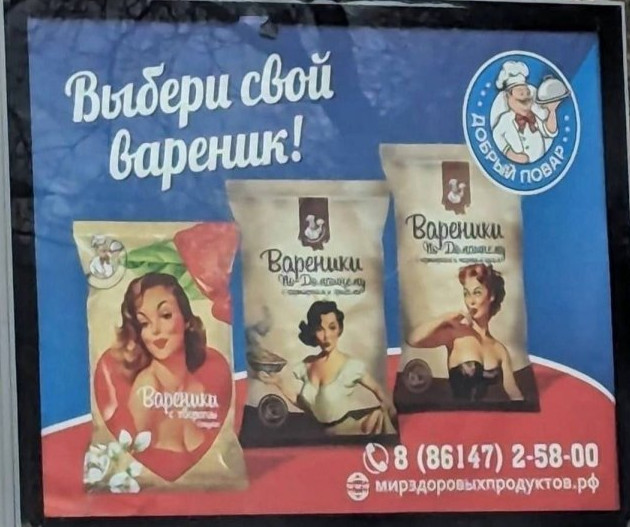 Выбери свой
вареник!
ДОБРЫЙ ПОВАР
Вареники
По-Домашнему
Вареники
По-Домашнему
Вареники
с творогом
8 (86147) 2-58-00
мирздоровыхпродуктов.рф